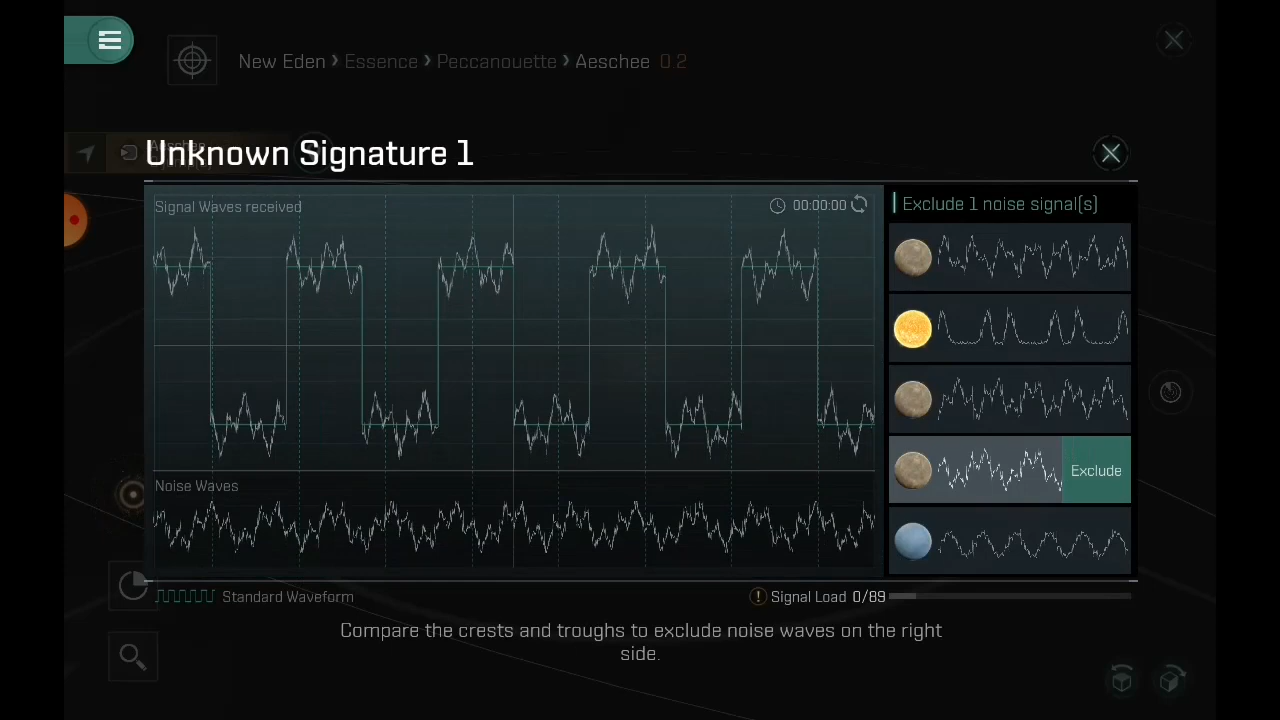 New Eden › Essence › Peccanouette › Aeschee 0 2
Aeschee
Unknown Signature 1
Signal Waves received
00:00:00
Exclude 1 noise signal(s)
Exclude
Noise Waves
Standard Waveform
Signal Load 0/89
Compare the crests and troughs to exclude noise waves on the right
side.